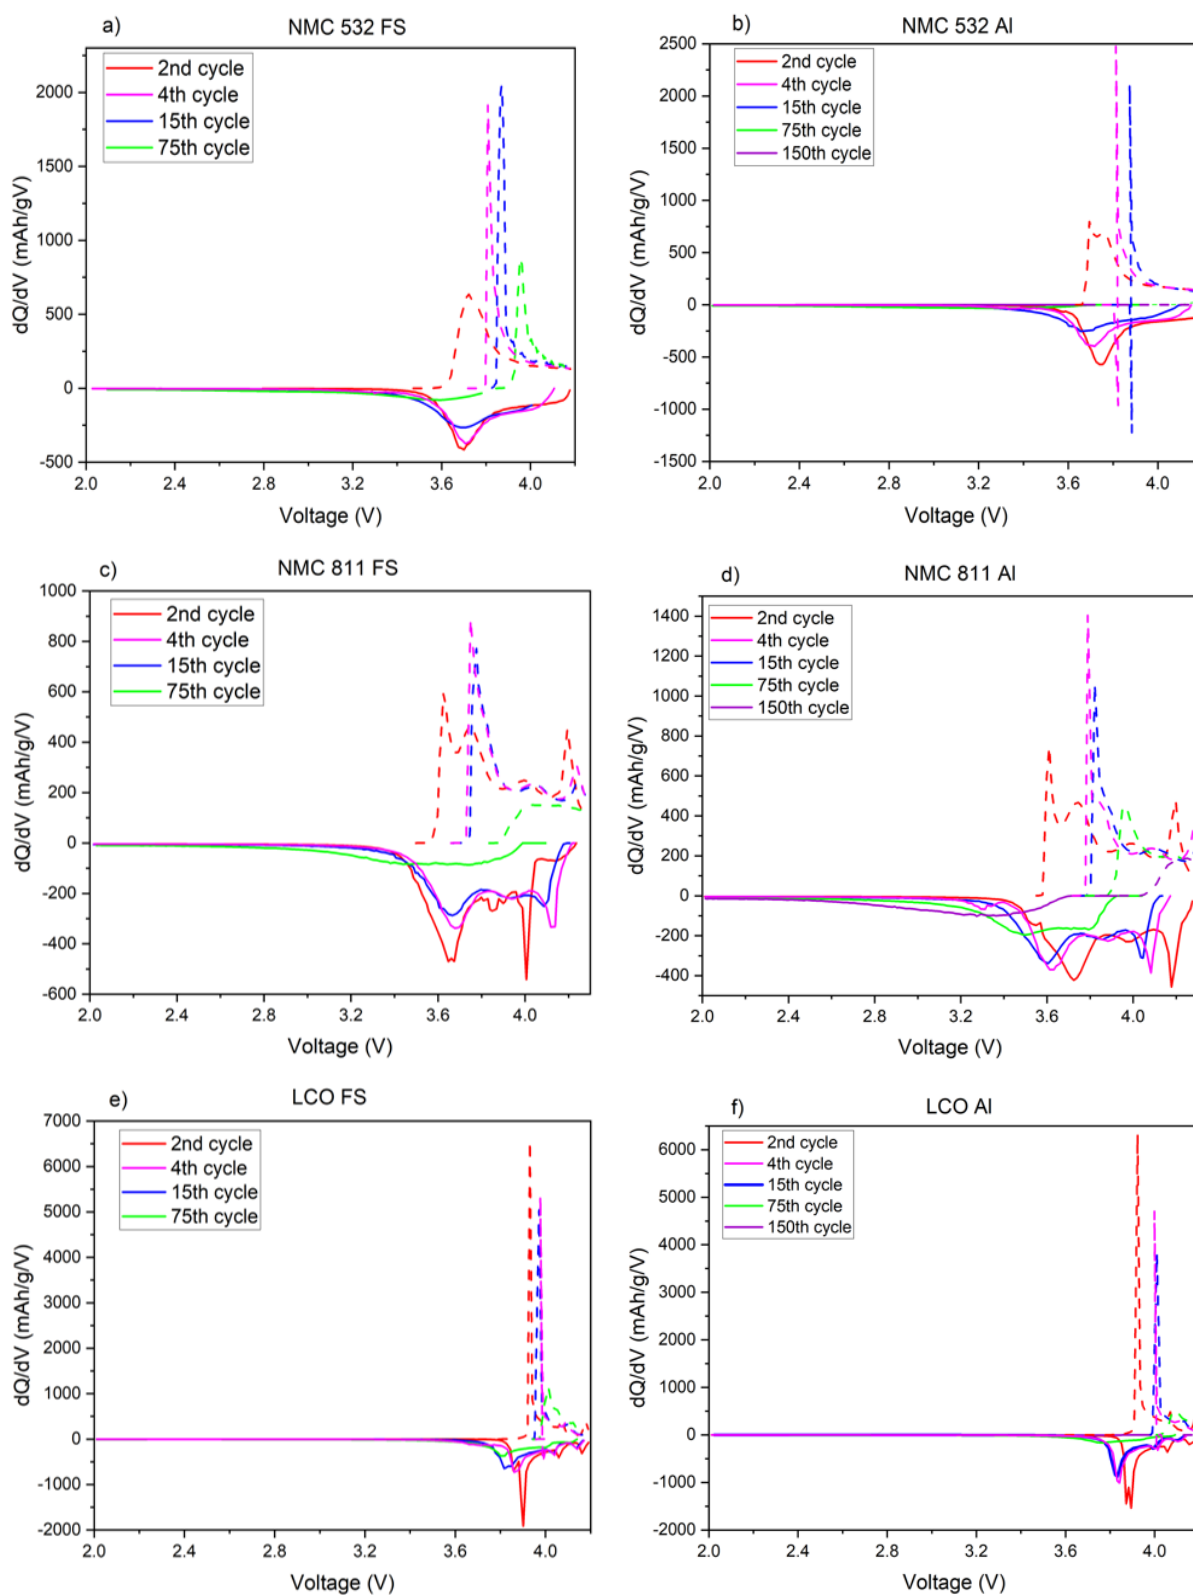 a)
NMC 532 FS
2nd cycle
4th cycle
15th cycle
75th cycle
dQ/dV (mAh/gV)
2000
1500
1000
500
0
-500
2.0 2.4 2.8 3.2 3.6 4.0
Voltage (V)
b)
NMC 532 Al
2nd cycle
4th cycle
15th cycle
75th cycle
150th cycle
dQ/dV (mAh/g/V)
2500
2000
1500
1000
500
0
-500
-1000
-1500
2.0 2.4 2.8 3.2 3.6 4.0
Voltage (V)
c)
NMC 811 FS
2nd cycle
4th cycle
15th cycle
75th cycle
dQ/dV (mAh/g/V)
1000
800
600
400
200
0
-200
-400
-600
2.0 2.4 2.8 3.2 3.6 4.0
Voltage (V)
d)
NMC 811 Al
2nd cycle
4th cycle
15th cycle
75th cycle
150th cycle
dQ/dV (mAh/g/V)
1400
1200
1000
800
600
400
200
0
-200
-400
2.0 2.4 2.8 3.2 3.6 4.0
Voltage (V)
e)
LCO FS
2nd cycle
4th cycle
15th cycle
75th cycle
dQ/dV (mAh/g/V)
7000
6000
5000
4000
3000
2000
1000
0
-1000
-2000
2.0 2.4 2.8 3.2 3.6 4.0
Voltage (V)
f)
LCO Al
2nd cycle
4th cycle
15th cycle
75th cycle
150th cycle
dQ/dV (mAh/g/V)
6000
5000
4000
3000
2000
1000
0
-1000
-2000
2.0 2.4 2.8 3.2 3.6 4.0
Voltage (V)